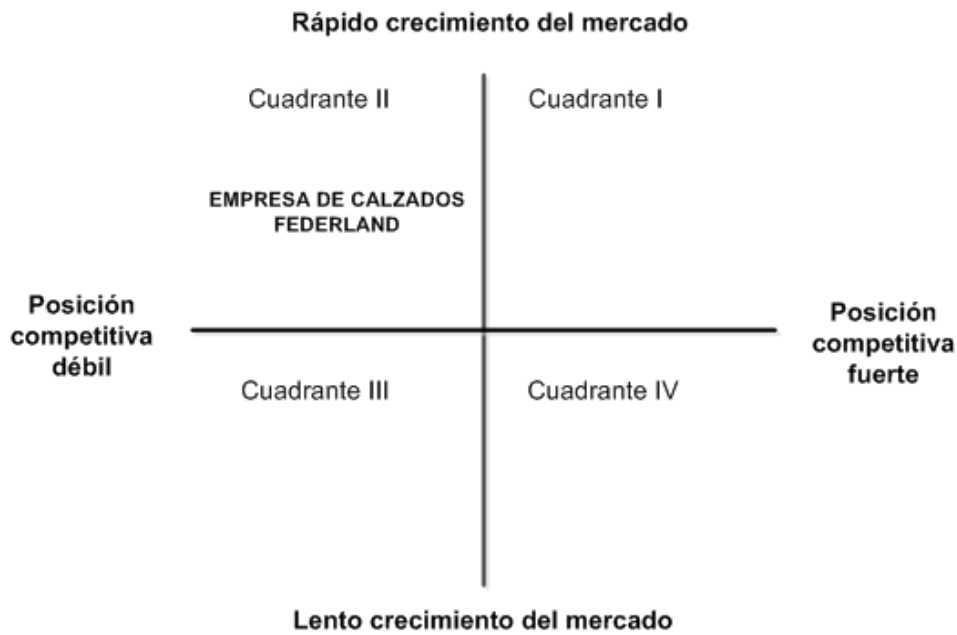 Rápido crecimiento del mercado
Cuadrante II
Cuadrante I
EMPRESA DE CALZADOS
FEDERLAND
Posición
competitiva
débil
Posición
competitiva
fuerte
Cuadrante III
Cuadrante IV
Lento crecimiento del mercado